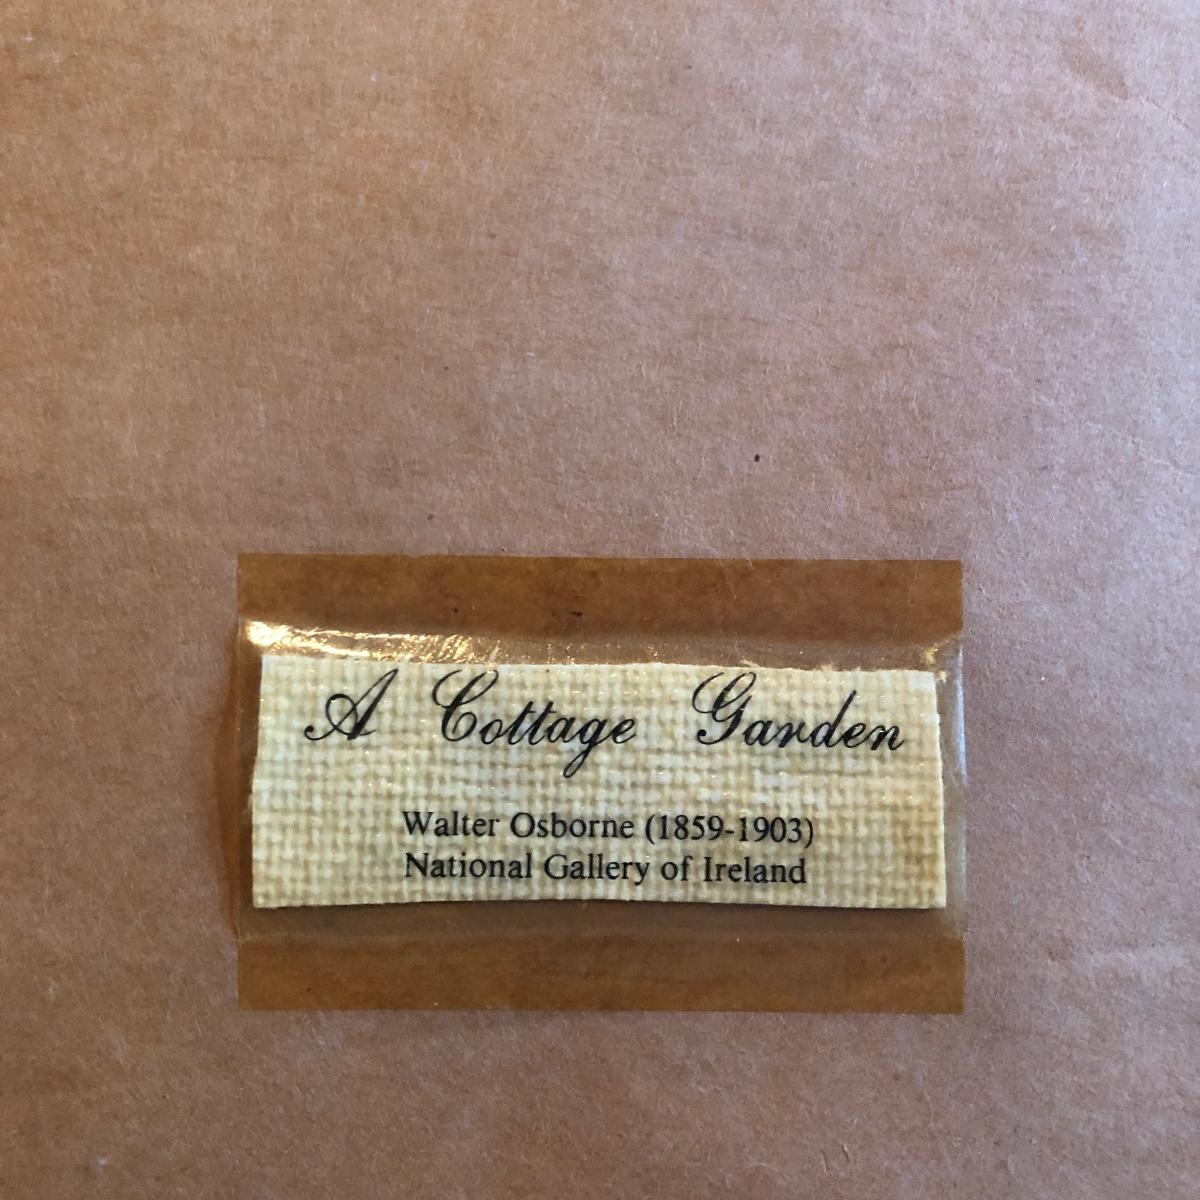 A Cottage Garden
Walter Osborne (1859-1903)
National Gallery of Ireland